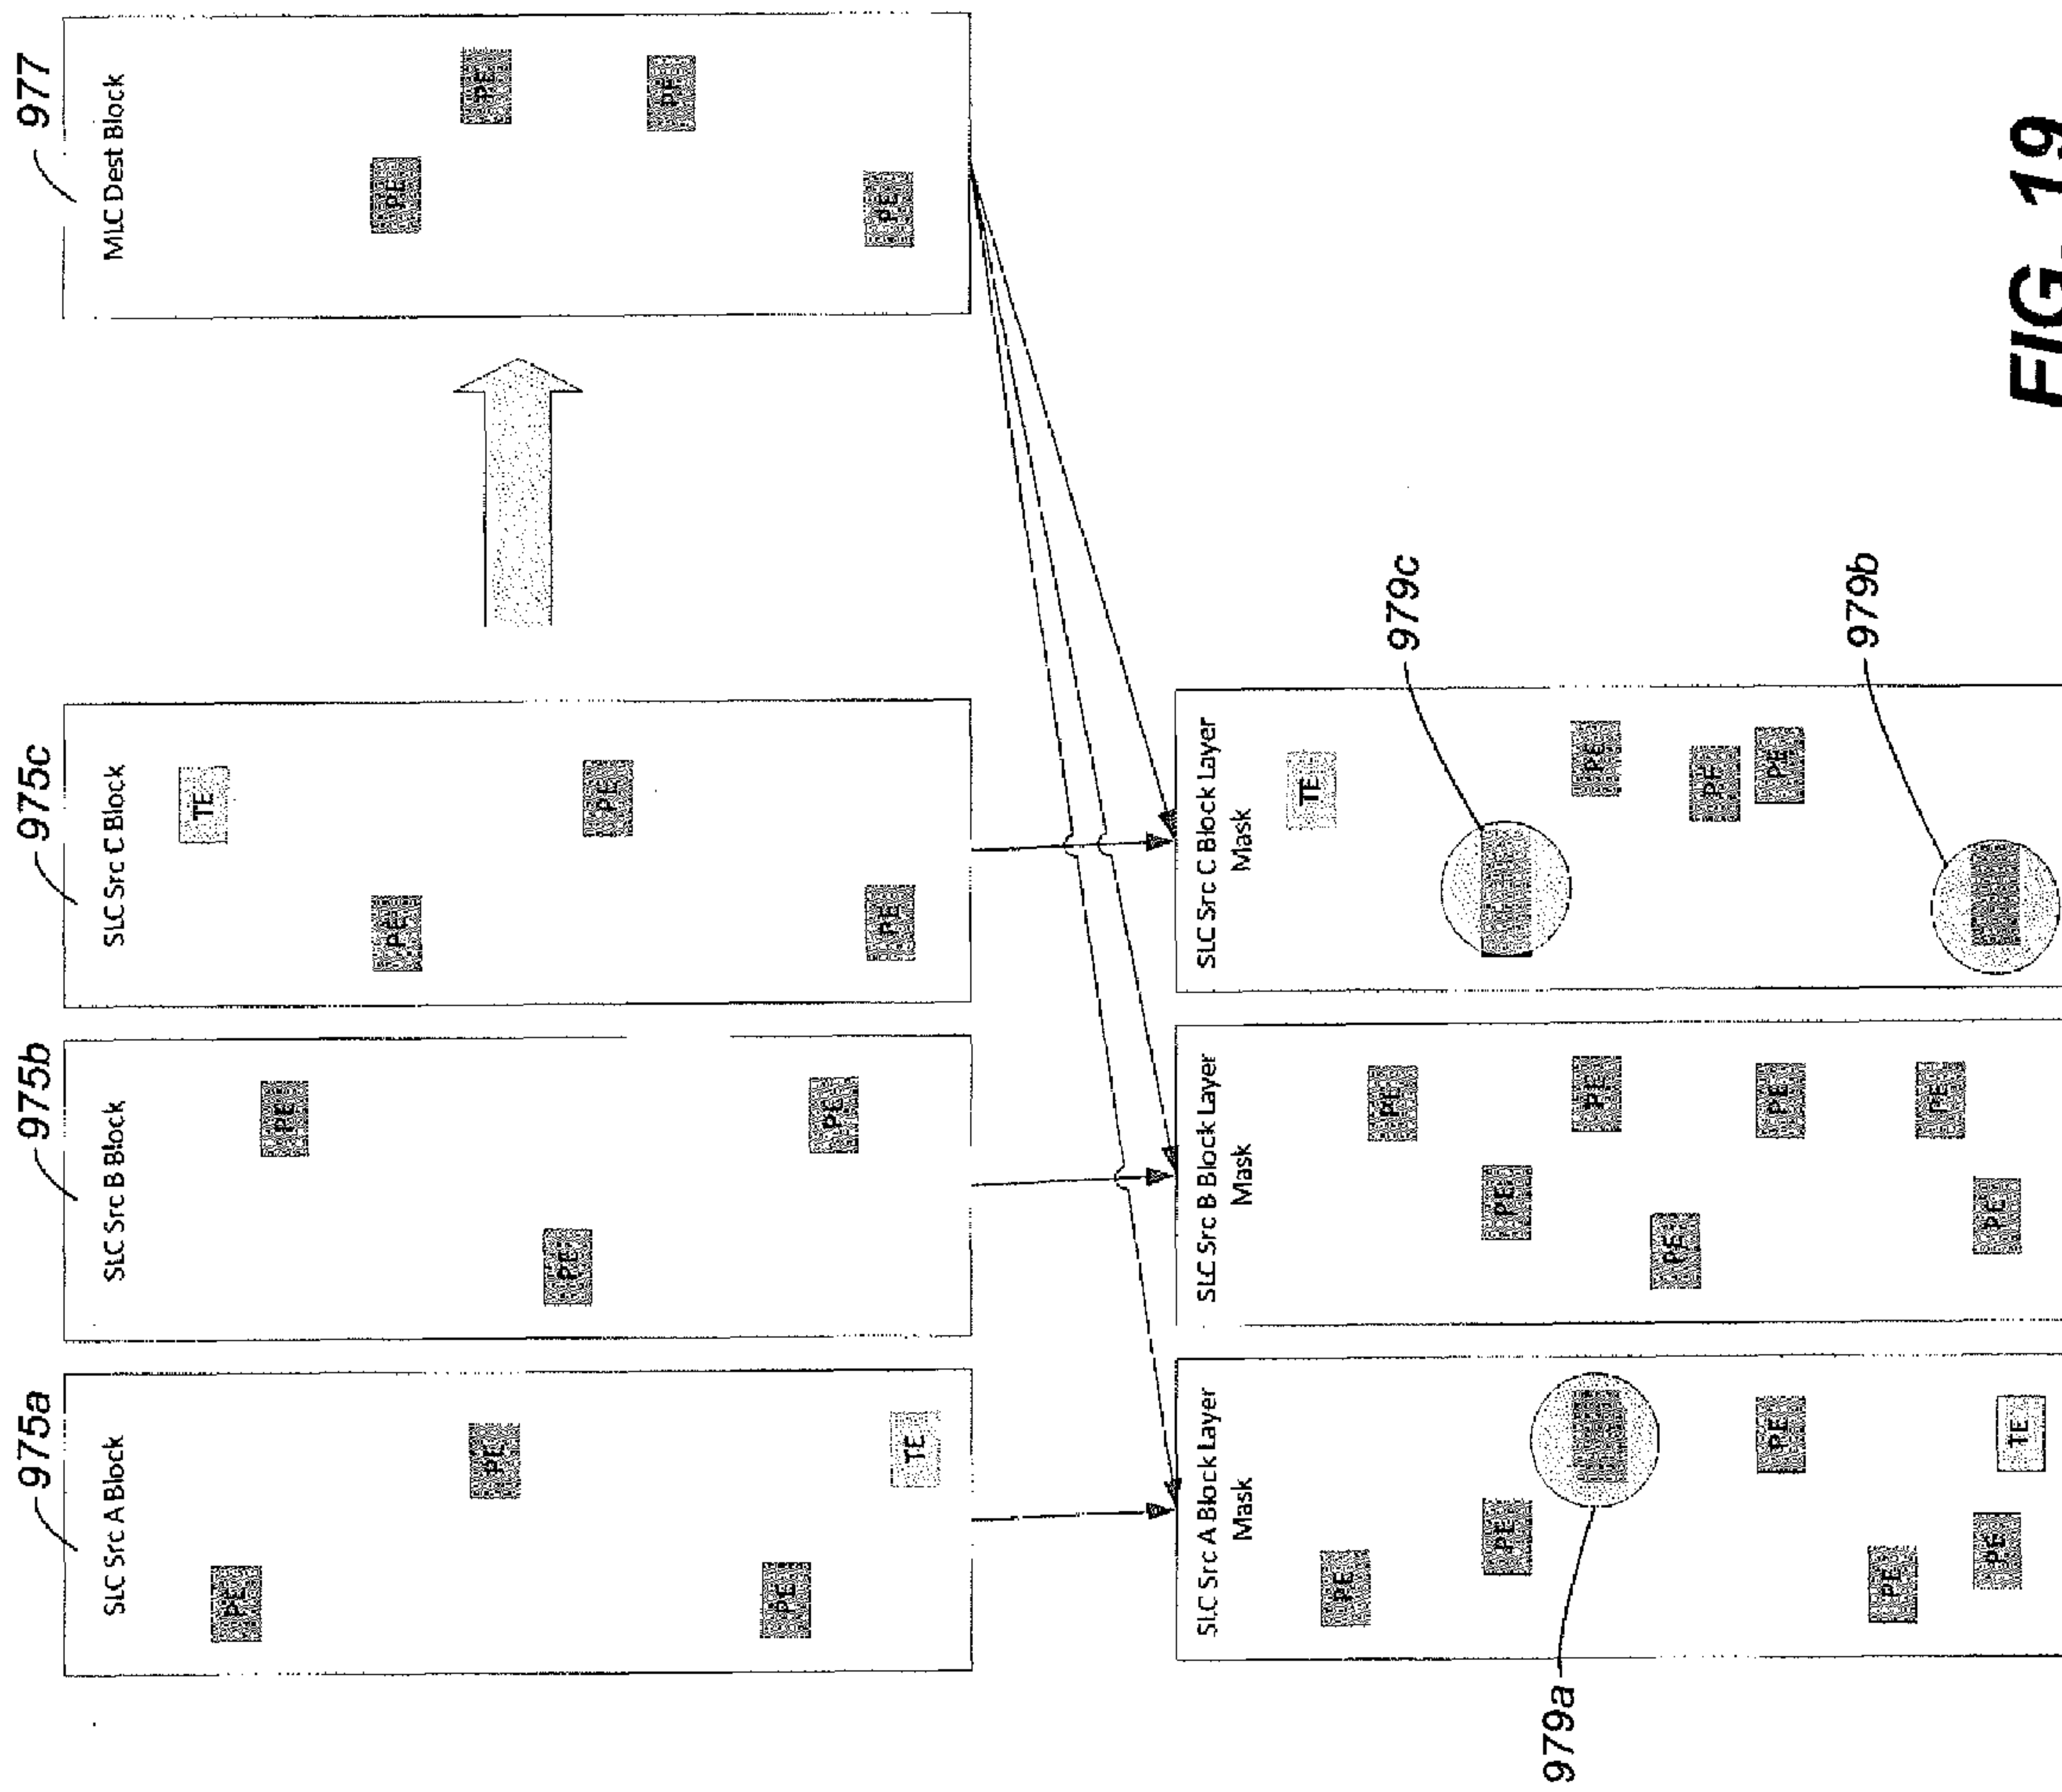 975a
SLC Src A Block
PE
PE
PE
TE
975b
SLC Src B Block
PE
PE
PE
975c
SLC Src C Block
TE
PE
PE
PE
977
MLC Dest Block
PE
PE
PE
PE
SLC Src A Block Layer
Mask
PE
PE
979a
PE
PE
PE
TE
SLC Src B Block Layer
Mask
PE
PE
PE
PE
PE
PE
PE
SLC Src C Block Layer
Mask
TE
979c
PE
PE
PE
979b
FIG. 19